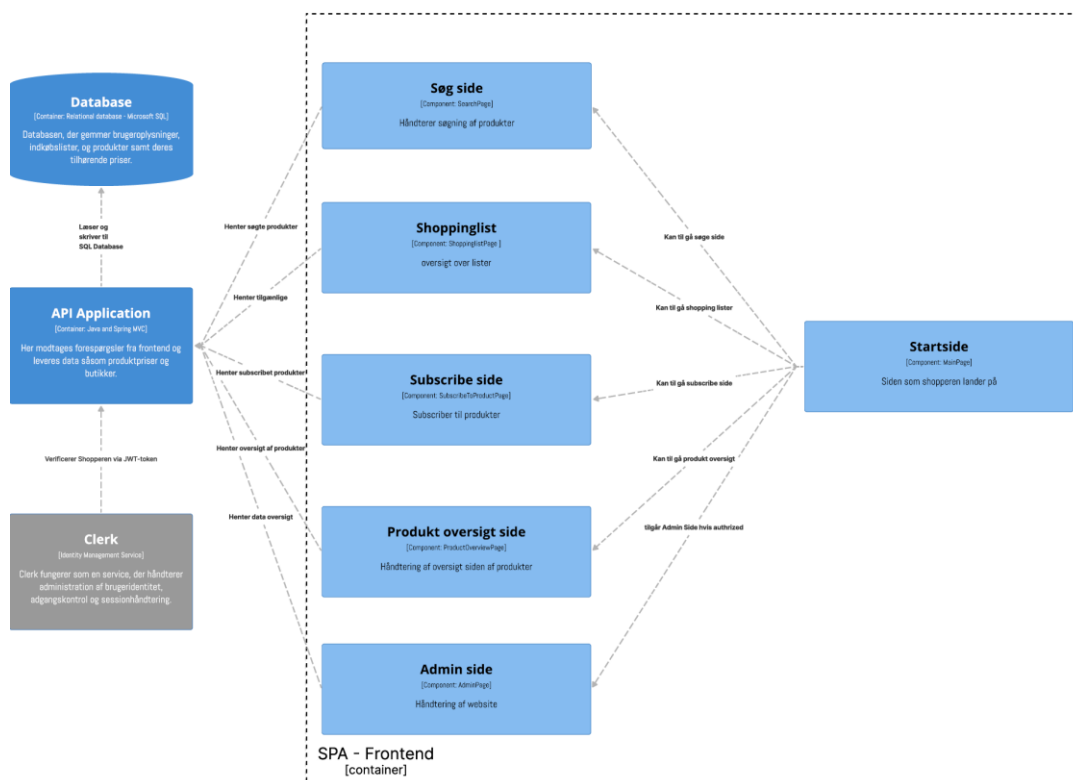 Database
[Container: Relational database - Microsoft SQL]
Databasen, der gemmer brugeroplysninger,
indkøbslister, og produkter samt deres
tilhørende priser.
Læser og
skriver til
SQL Database
API Application
[Container: Java and Spring MVC]
Her modtages forespørgsler fra frontend og
leveres data såsom produktpriser og
butikker.
Verificerer Shopperen via JWT-token
Clerk
[Identity Management Service]
Clerk fungerer som en service, der håndterer
administration af brugeridentitet,
adgangskontrol og sessionhåndtering.
Henter søgte produkter
Henter tilgænlige
Henter subscribet produkter
Henter oversigt af produkter
Henter data oversigt
Søg side
[Component: SearchPage]
Håndterer søgning af produkter
Shoppinglist
[Component: ShoppinglistPage ]
oversigt over lister
Subscribe side
[Component: SubscribeToProductPage]
Subscriber til produkter
Produkt oversigt side
[Component: ProductOverviewPage]
Håndtering af oversigt siden af produkter
Admin side
[Component: AdminPage]
Håndtering af website
SPA - Frontend
[container]
Kan til gå søge side
Kan til gå shopping lister
Kan til gå subscribe side
Kan til gå produkt oversigt
tilgår Admin Side hvis authrized
Startside
[Component: MainPage]
Siden som shopperen lander på